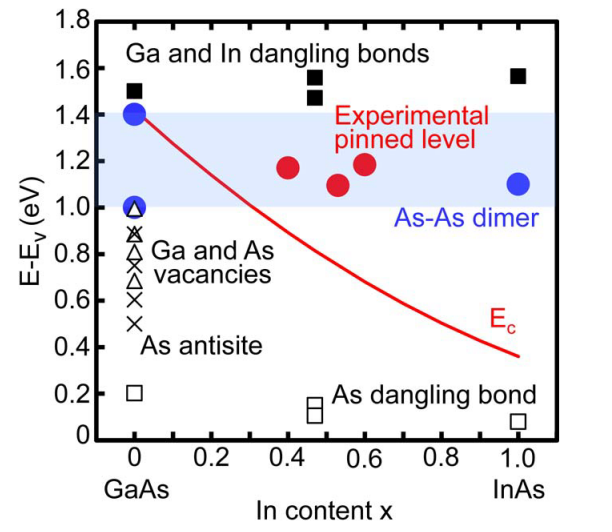 1.8
1.6
1.4
1.2
1.0
0.8
0.6
0.4
0.2
0
E-Ev (eV)
Ga and In dangling bonds
Experimental
pinned level
As-As dimer
Ga and As
vacancies
As antisite
Ec
As dangling bond
0 0.2 0.4 0.6 0.8 1.0
GaAs InAs
In content x